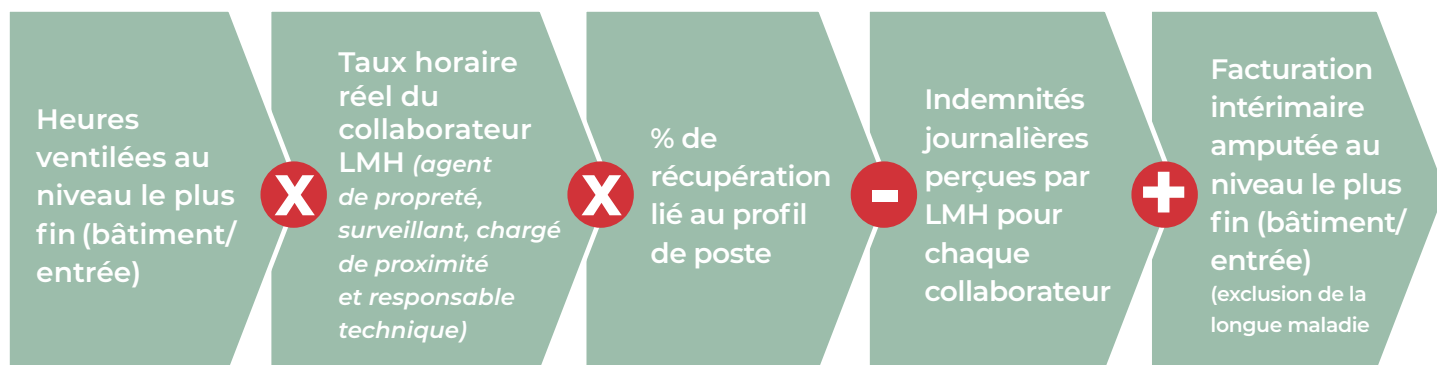 Heures
ventilées au
niveau le plus
fin (bâtiment/
entrée)
X
Taux horaire
réel du
collaborateur
LMH (agent
de propreté,
surveillant, chargé
de proximité
et responsable
technique)
X
% de
récupération
lié au profil
de poste
-
Indemnités
journalières
perçues par
LMH pour
chaque
collaborateur
+
Facturation
intérimaire
amputée au
niveau le plus
fin (bâtiment/
entrée)
(exclusion de la
longue maladie